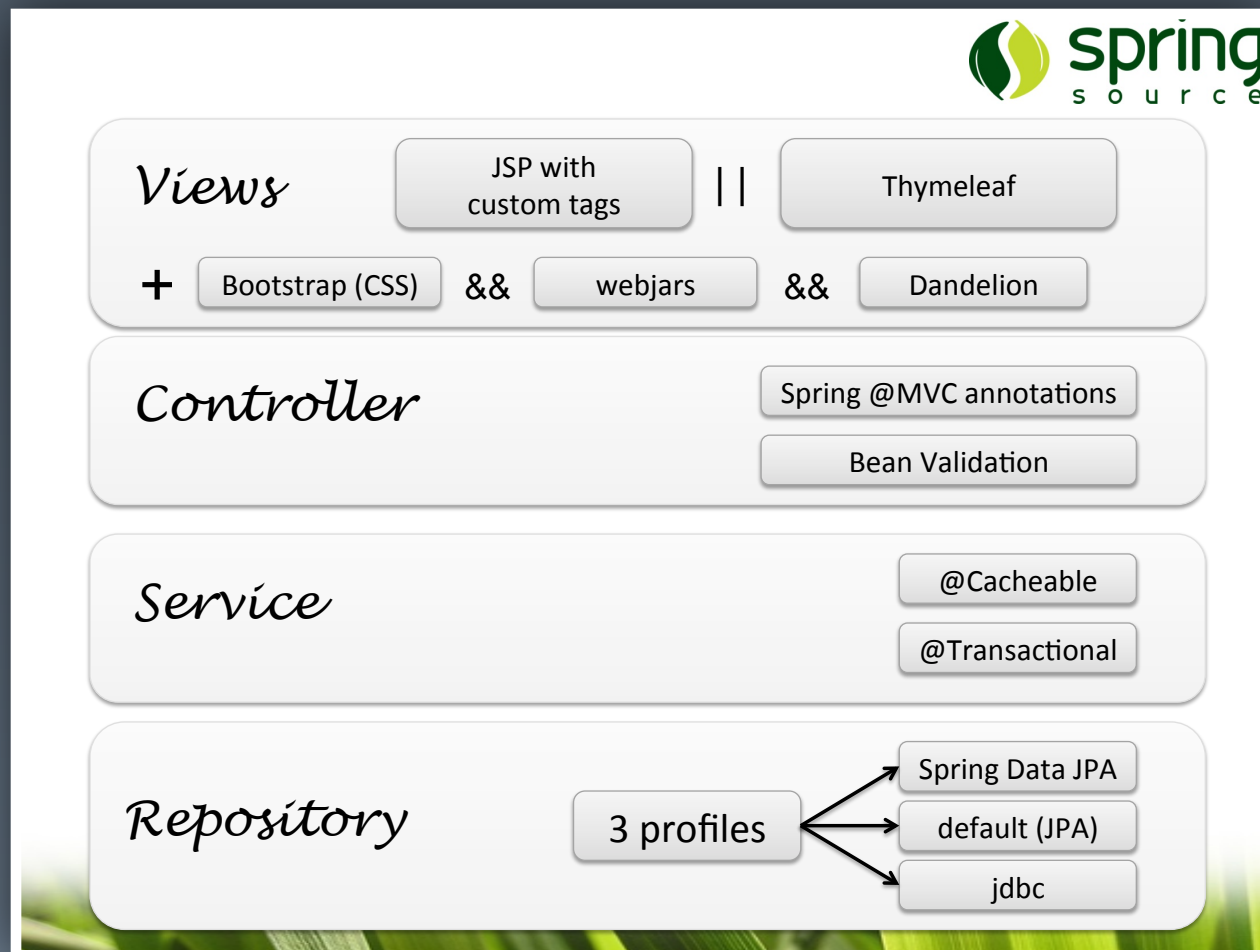 spring
source
Views
JSP with
custom tags
||
Thymeleaf
+ Bootstrap (CSS) && webjars && Dandelion
Controller
Spring @MVC annotations
Bean Validation
Service
@Cacheable
@Transactional
Repository
3 profiles
Spring Data JPA
default (JPA)
jdbc